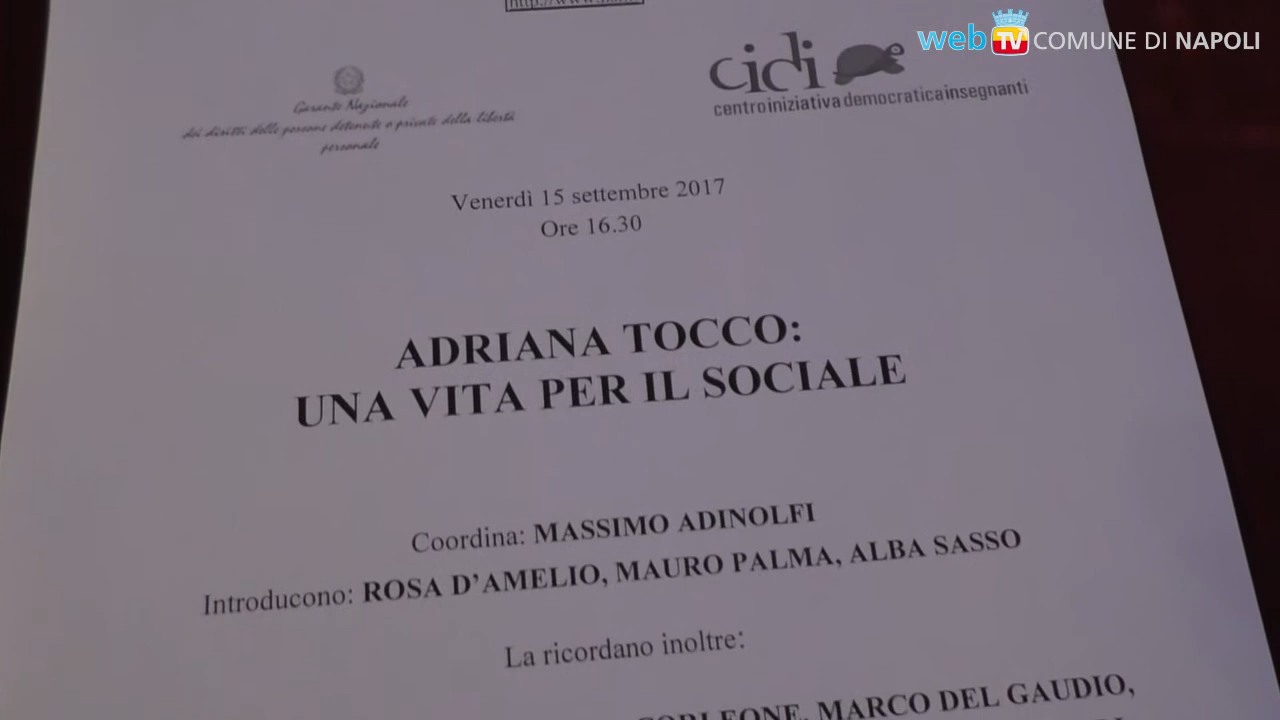 web TV COMUNE DI NAPOLI
cidi
centroiniziativademocraticainsegnanti
Garante Nazionale
dei diritti delle persone detenute o private della libertà
personale
Venerdì 15 settembre 2017
Ore 16.30
ADRIANA TOCCO:
UNA VITA PER IL SOCIALE
Coordina: MASSIMO ADINOLFI
Introducono: ROSA D'AMELIO, MAURO PALMA, ALBA SASSO
La ricordano inoltre:
CORLEONE, MARCO DEL GAUDIO,